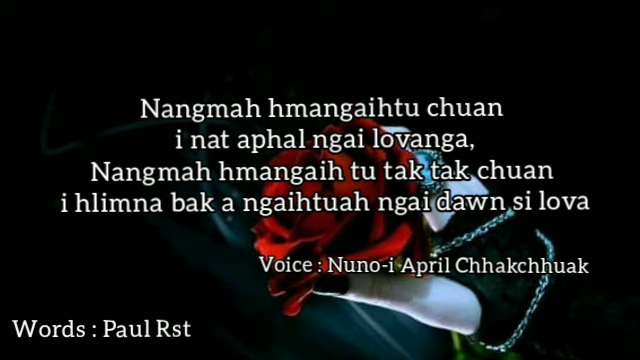 Nangmah hmangaihtu chuan
i nat aphal ngai lovanga,
Nangmah hmangaih tu tak tak chuan
i hlimna bak a ngaihtuah ngai dawn si lova
Voice : Nuno-i April Chhakchhuak
Words : Paul Rst